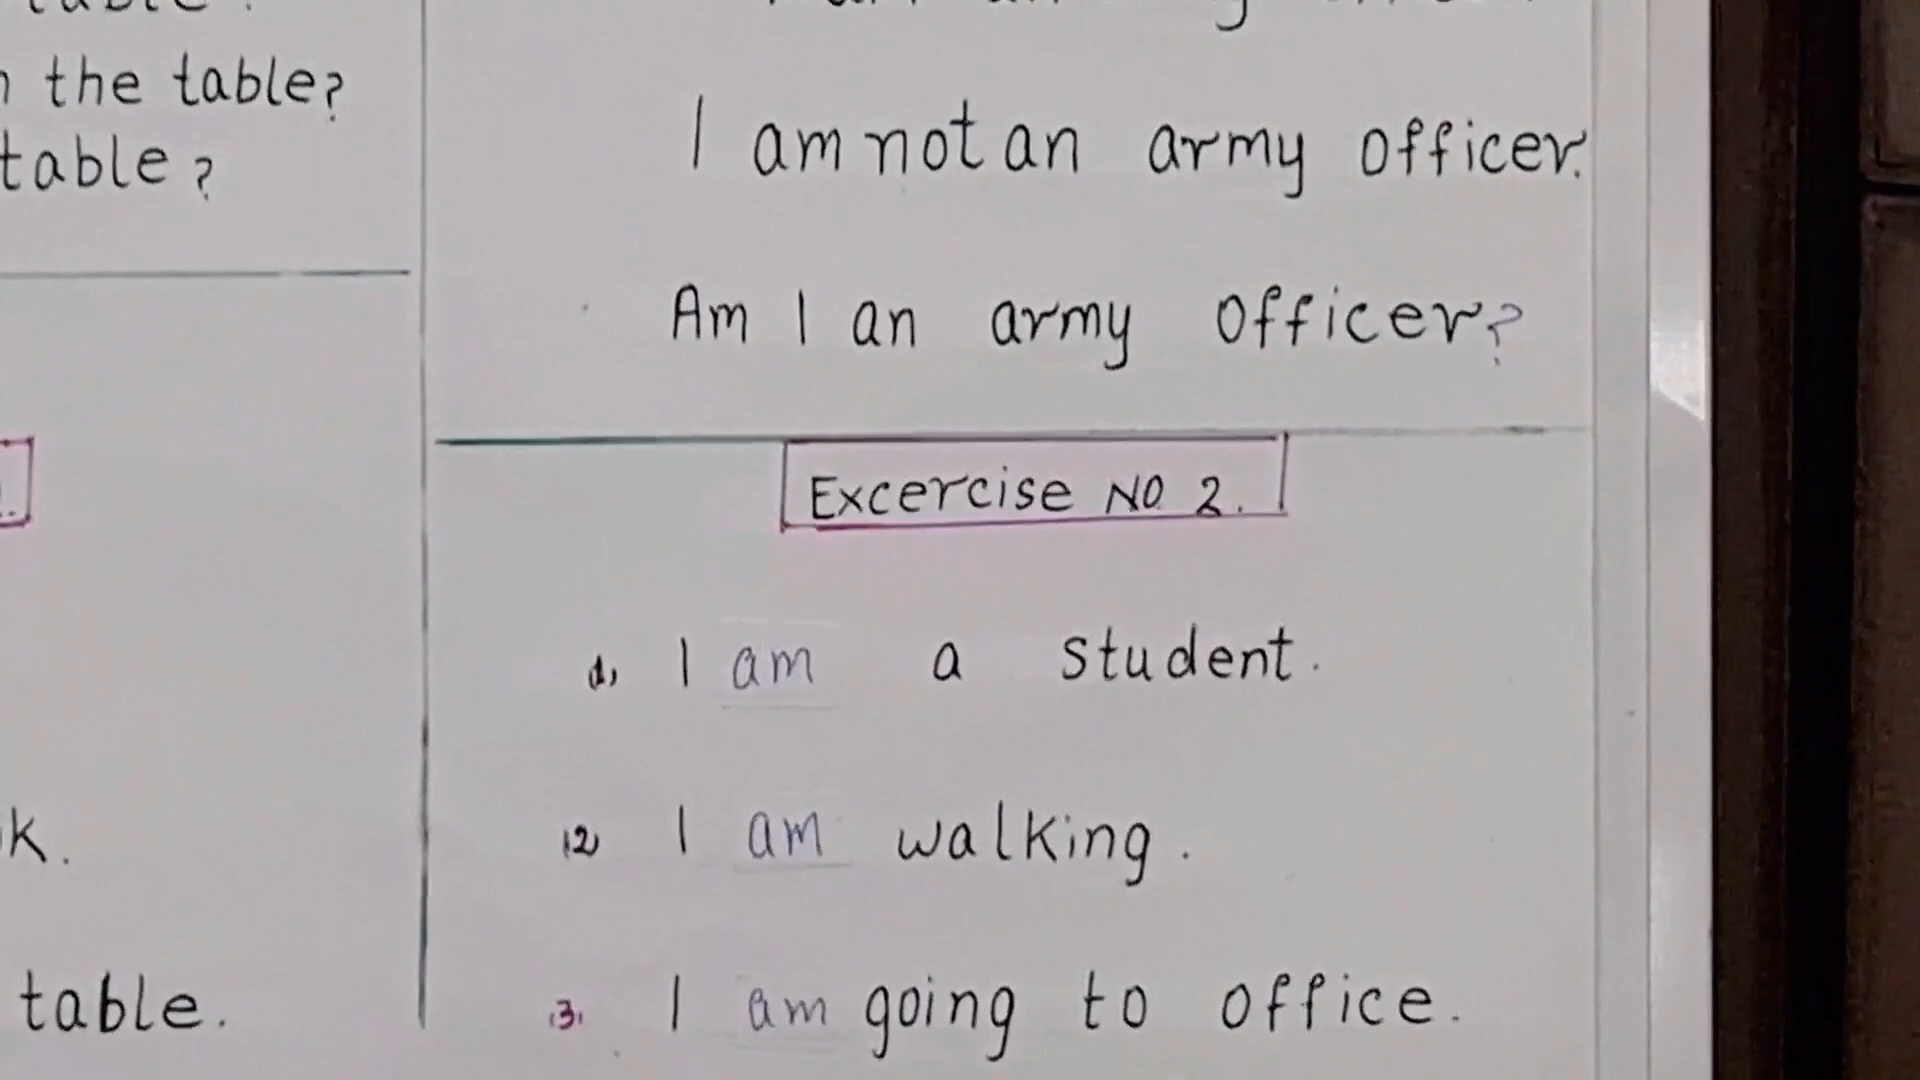 the table?
table?
k.
table.
I am not an army officer.
Am I an army officer?
Excercise No 2.
1, I am a student.
2, I am walking.
3, I am going to office.